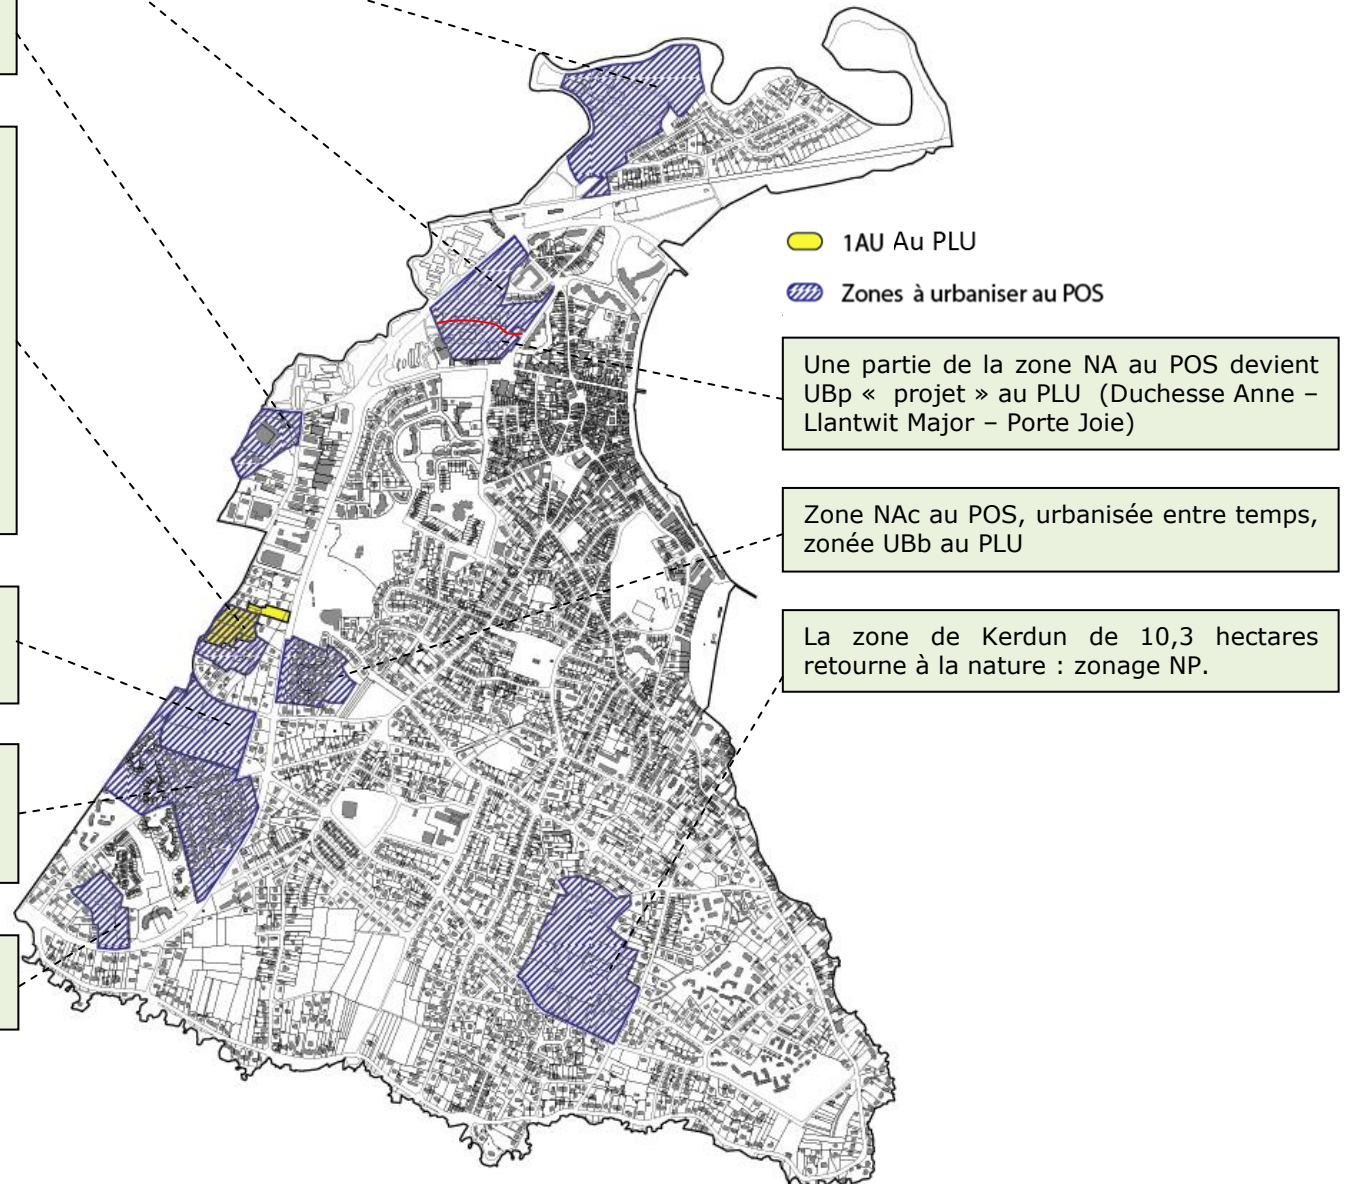 1AU Au PLU
Zones à urbaniser au POS
Une partie de la zone NA au POS devient
UBp « projet » au PLU (Duchesse Anne –
Llantwit Major – Porte Joie)
Zone NAc au POS, urbanisée entre temps,
zonée UBb au PLU
La zone de Kerdun de 10,3 hectares
retourne à la nature : zonage NP.